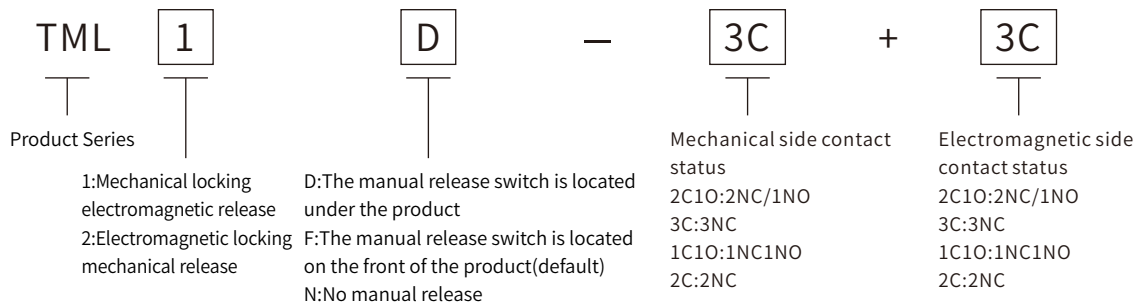 TML 1 D — 3C + 3C
Product Series
1:Mechanical locking
electromagnetic release
2:Electromagnetic locking
mechanical release
D:The manual release switch is located
under the product
F:The manual release switch is located
on the front of the product(default)
N:No manual release
Mechanical side contact
status
2C1O:2NC/1NO
3C:3NC
1C1O:1NC1NO
2C:2NC
Electromagnetic side
contact status
2C1O:2NC/1NO
3C:3NC
1C1O:1NC1NO
2C:2NC